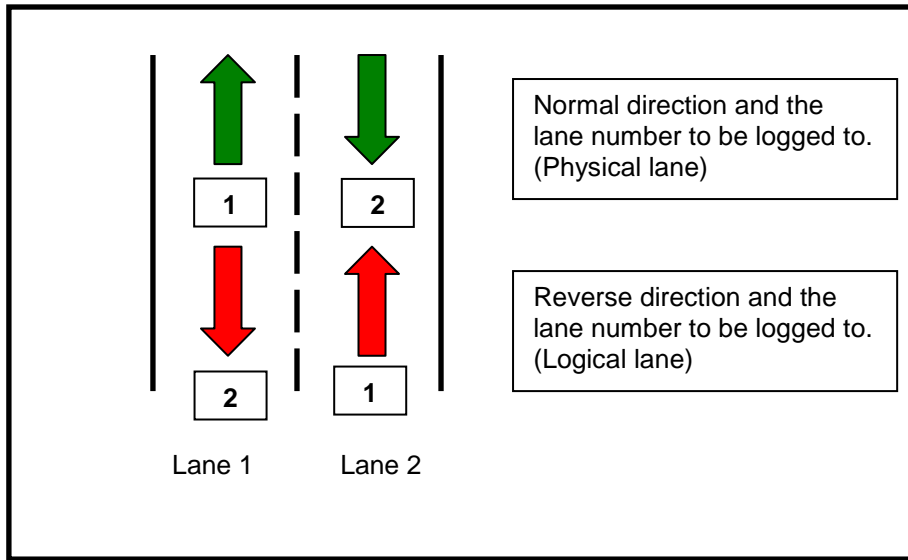 Normal direction and the
lane number to be logged to.
(Physical lane)
1
2
Reverse direction and the
lane number to be logged to.
(Logical lane)
2
1
Lane 1
Lane 2